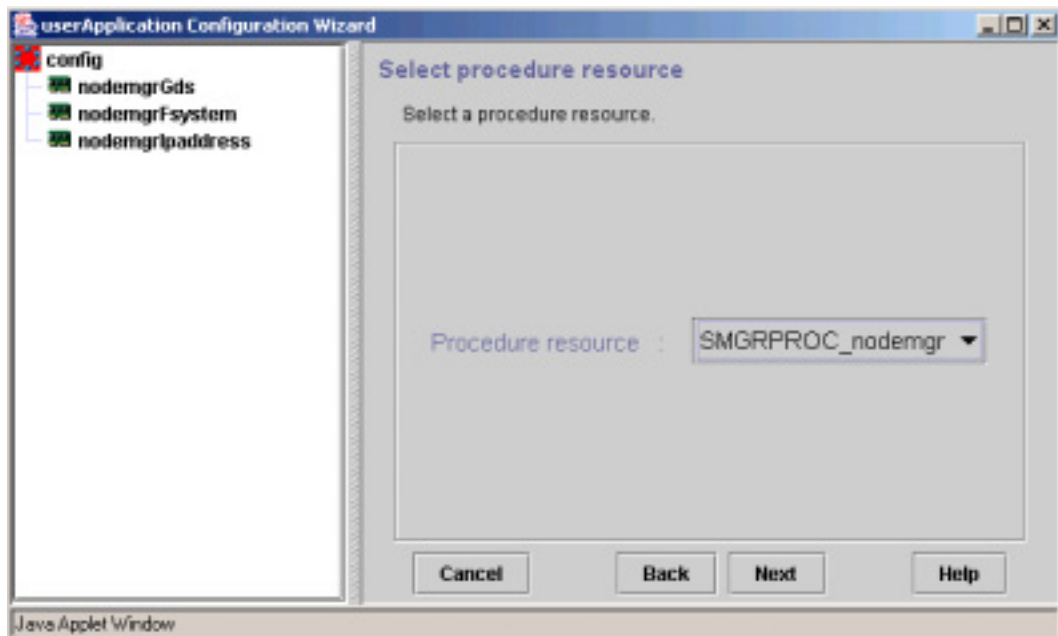 userApplication Configuration Wizard
config
nodemgrGds
nodemgrFsystem
nodemgrIpaddress
Select procedure resource
Select a procedure resource.
Procedure resource : SMGRPROC_nodemgr
Cancel Back Next Help
Java Applet Window